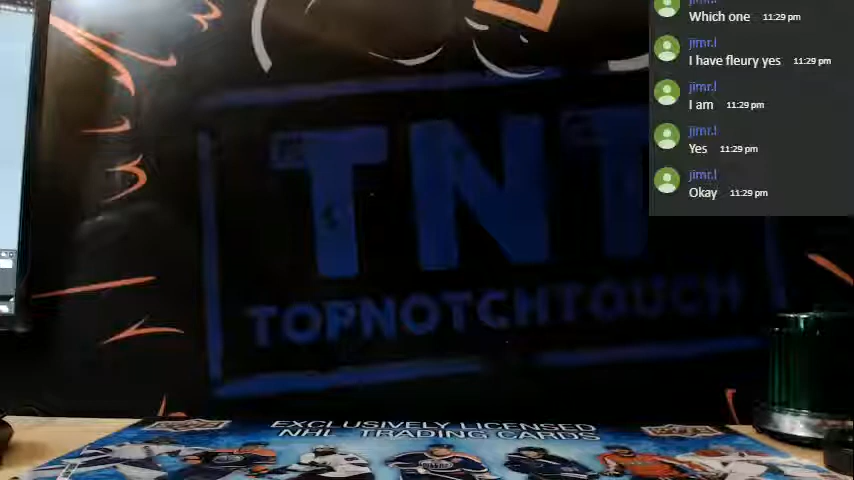 jimr.l
Which one 11:29 pm
jimr.l
I have fleury yes 11:29 pm
jimr.l
I am 11:29 pm
jimr.l
Yes 11:29 pm
jimr.l
Okay 11:29 pm
TNT
TOPNOTCHTOUCH
EXCLUSIVELY LICENSED
NHL TRADING CARDS